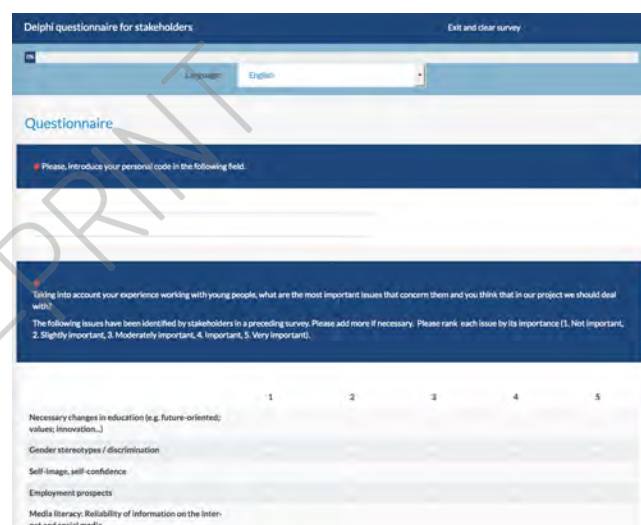 Delphi questionnaire for stakeholders
Exit and clear survey
0%
Language:
English
Questionnaire
Please, introduce your personal code in the following field.
Taking into account your experience working with young people, what are the most important issues that concern them and you think that in our project we should deal
with?
The following issues have been identified by stakeholders in a preceding survey. Please add more if necessary. Please rank each issue by its importance (1. Not important,
2. Slightly important, 3. Moderately important, 4. Important, 5. Very important).
1 2 3 4 5
Necessary changes in education (e.g. future-oriented;
values; innovation...)
Gender stereotypes / discrimination
Self-image, self-confidence
Employment prospects
Media literacy: Reliability of information on the Inter-
net and social media
EPRINT